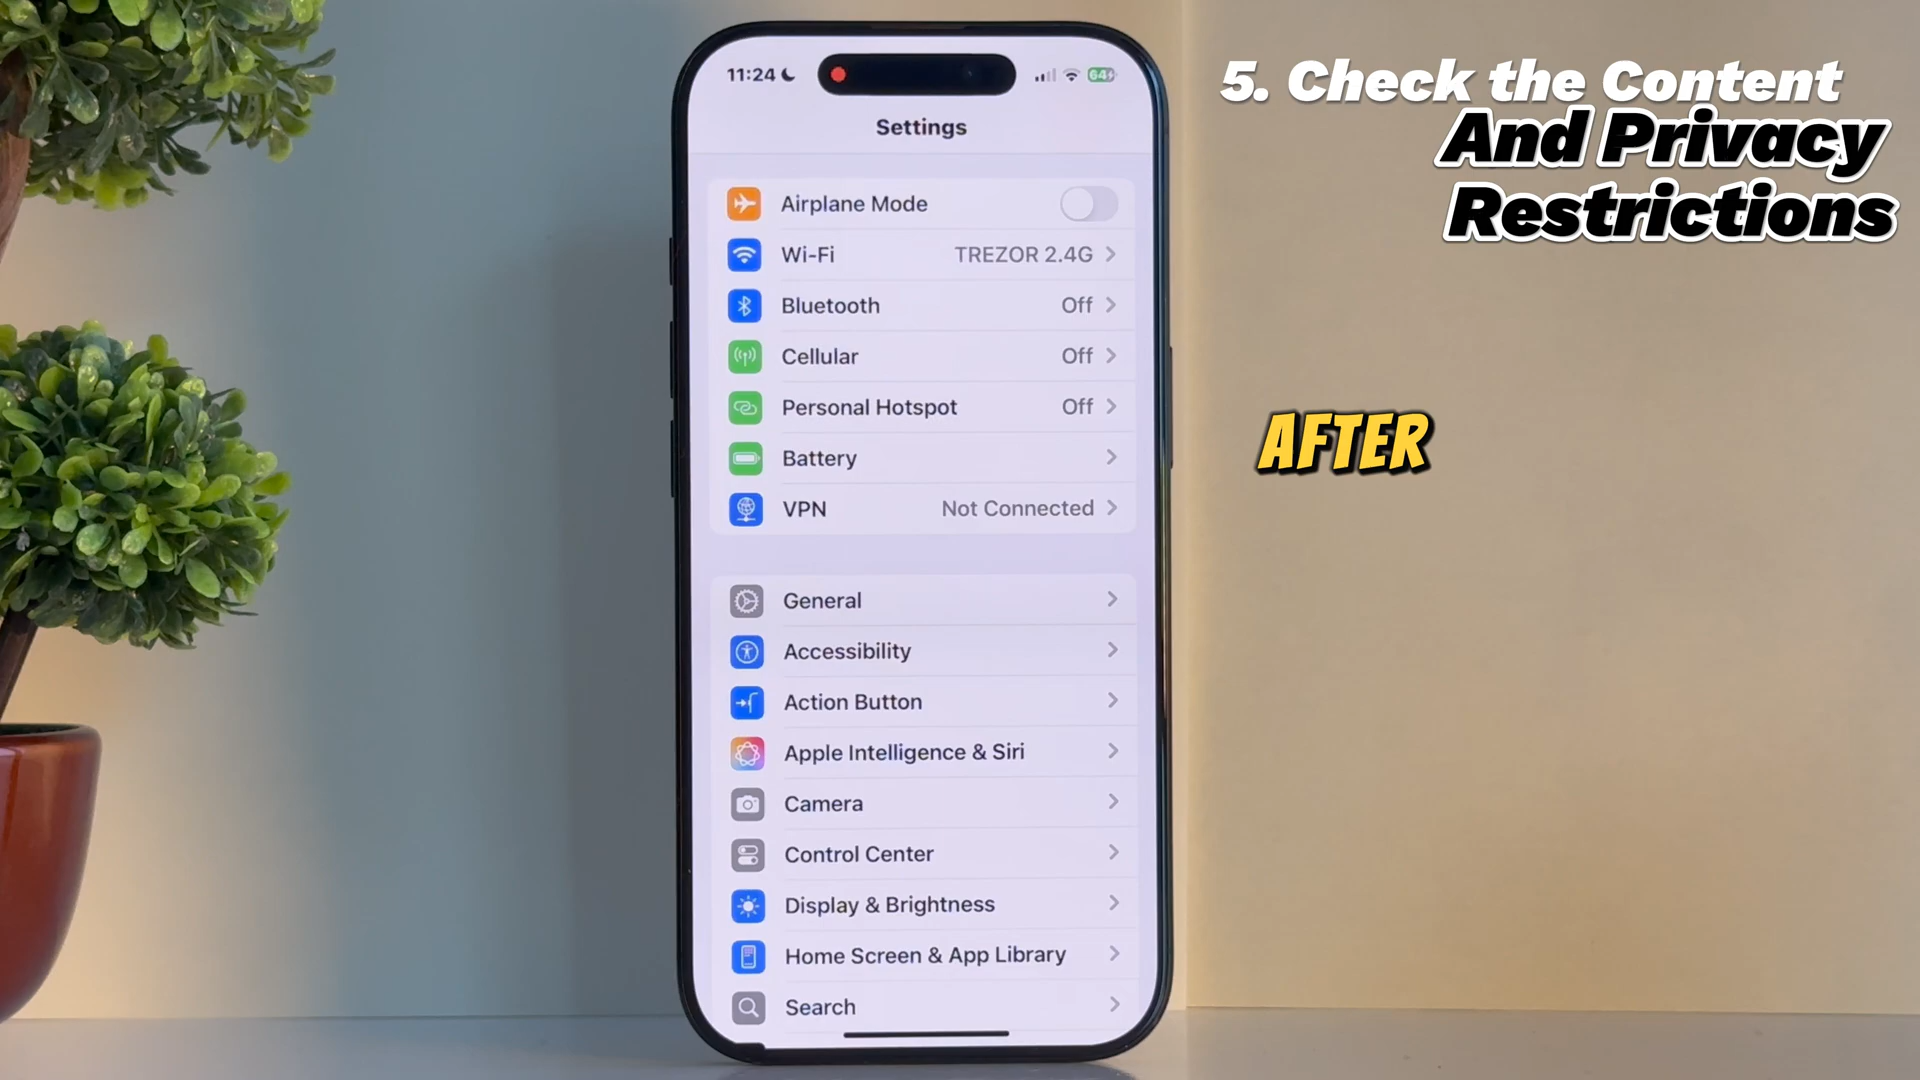 5. Check the Content
And Privacy
Restrictions
11:24
64
Settings
Airplane Mode
Wi-Fi TREZOR 2.4G
Bluetooth Off
Cellular Off
Personal Hotspot Off
Battery
VPN Not Connected
AFTER
General
Accessibility
Action Button
Apple Intelligence & Siri
Camera
Control Center
Display & Brightness
Home Screen & App Library
Search